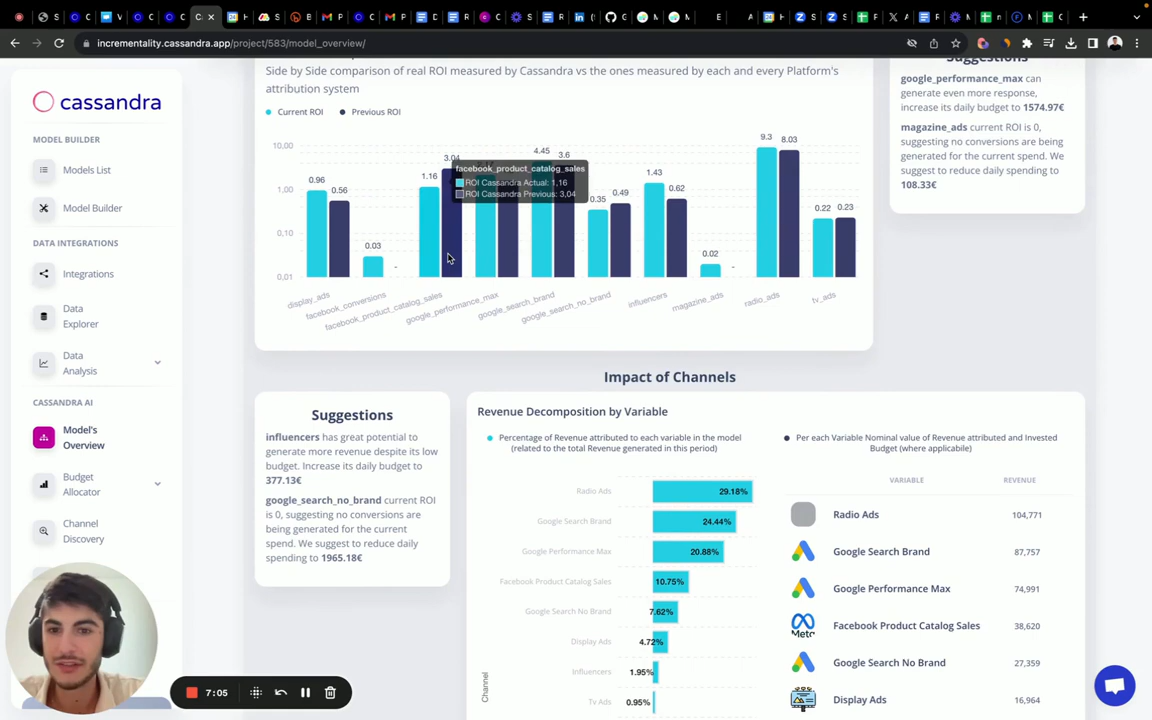 incrementality.cassandra.app/project/583/model_overview/
cassandra
MODEL BUILDER
Models List
Model Builder
DATA INTEGRATIONS
Integrations
Data
Explorer
Data
Analysis
CASSANDRA AI
Model's
Overview
Budget
Allocator
Channel
Discovery
7:05
Side by Side comparison of real ROI measured by Cassandra vs the ones measured by each and every Platform's
attribution system
Current ROI
Previous ROI
10.00
1,00
0,10
0,01
0.96
0.56
0.03
-
1.16
3.04
4.45
3.6
0.35
0.49
1.43
0.62
0.02
-
9.3
8.03
0.22
0.23
facebook_product_catalog_sales
ROI Cassandra Actual: 1,16
ROI Cassandra Previous: 3,04
display_ads
facebook_conversions
facebook_product_catalog_sales
google_performance_max
google_search_brand
google_search_no_brand
influencers
magazine_ads
radio_ads
tv_ads
Suggestions
google_performance_max can
generate even more response,
increase its daily budget to 1574.97€
magazine_ads current ROI is 0,
suggesting no conversions are being
generated for the current spend. We
suggest to reduce daily spending to
108.33€
Impact of Channels
Suggestions
influencers has great potential to
generate more revenue despite its low
budget. Increase its daily budget to
377.13€
google_search_no_brand current ROI
is 0, suggesting no conversions are
being generated for the current
spend. We suggest to reduce daily
spending to 1965.18€
Revenue Decomposition by Variable
Percentage of Revenue attributed to each variable in the model
(related to the total Revenue generated in this period)
Channel
Radio Ads 29.18%
Google Search Brand 24.44%
Google Performance Max 20.88%
Facebook Product Catalog Sales 10.75%
Google Search No Brand 7.62%
Display Ads 4.72%
Influencers 1.95%
Tv Ads 0.95%
Per each Variable Nominal value of Revenue attributed and Invested
Budget (where applicable)
VARIABLE REVENUE
Radio Ads 104,771
Google Search Brand 87,757
Google Performance Max 74,991
Meta
Facebook Product Catalog Sales 38,620
Google Search No Brand 27,359
Display Ads 16,964